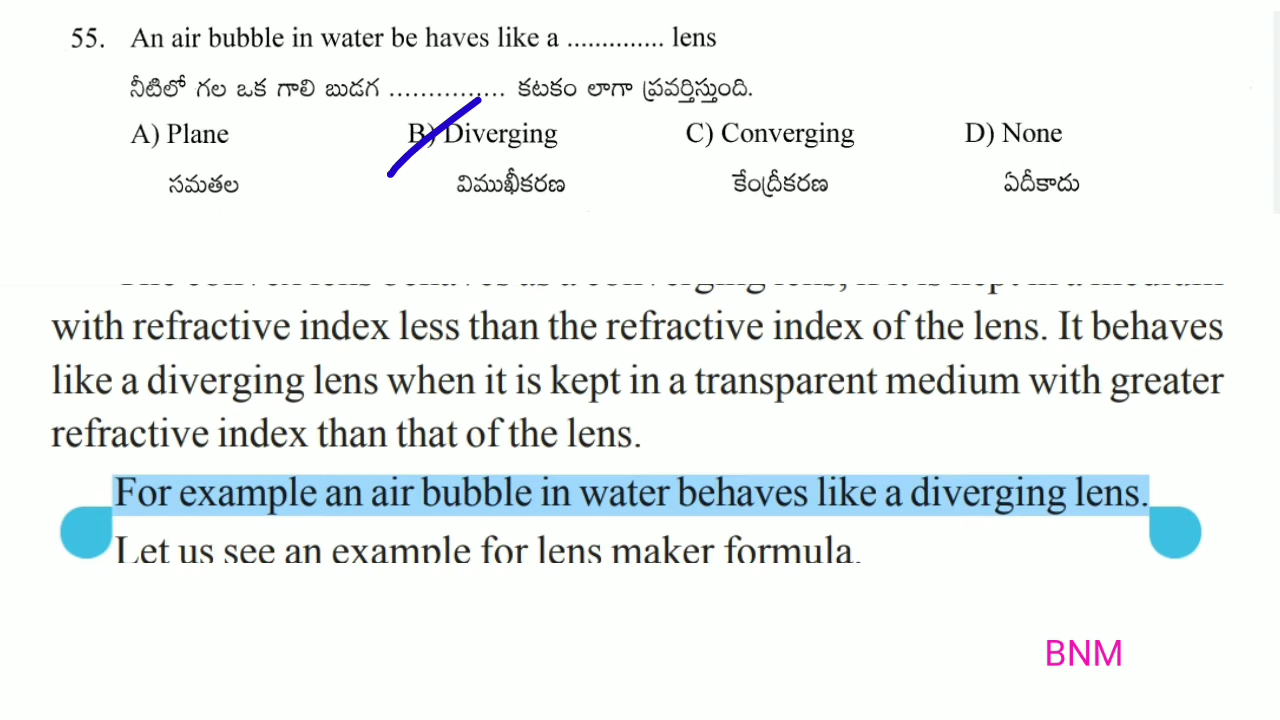 55. An air bubble in water be haves like a .............. lens
నీటిలో గల ఒక గాలి బుడగ ............... కటకం లాగా ప్రవర్తిస్తుంది.
A) Plane B) Diverging C) Converging D) None
సమతల విముఖీకరణ కేంద్రీకరణ ఏదీకాదు
with refractive index less than the refractive index of the lens. It behaves
like a diverging lens when it is kept in a transparent medium with greater
refractive index than that of the lens.
For example an air bubble in water behaves like a diverging lens.
Let us see an example for lens maker formula.
BNM